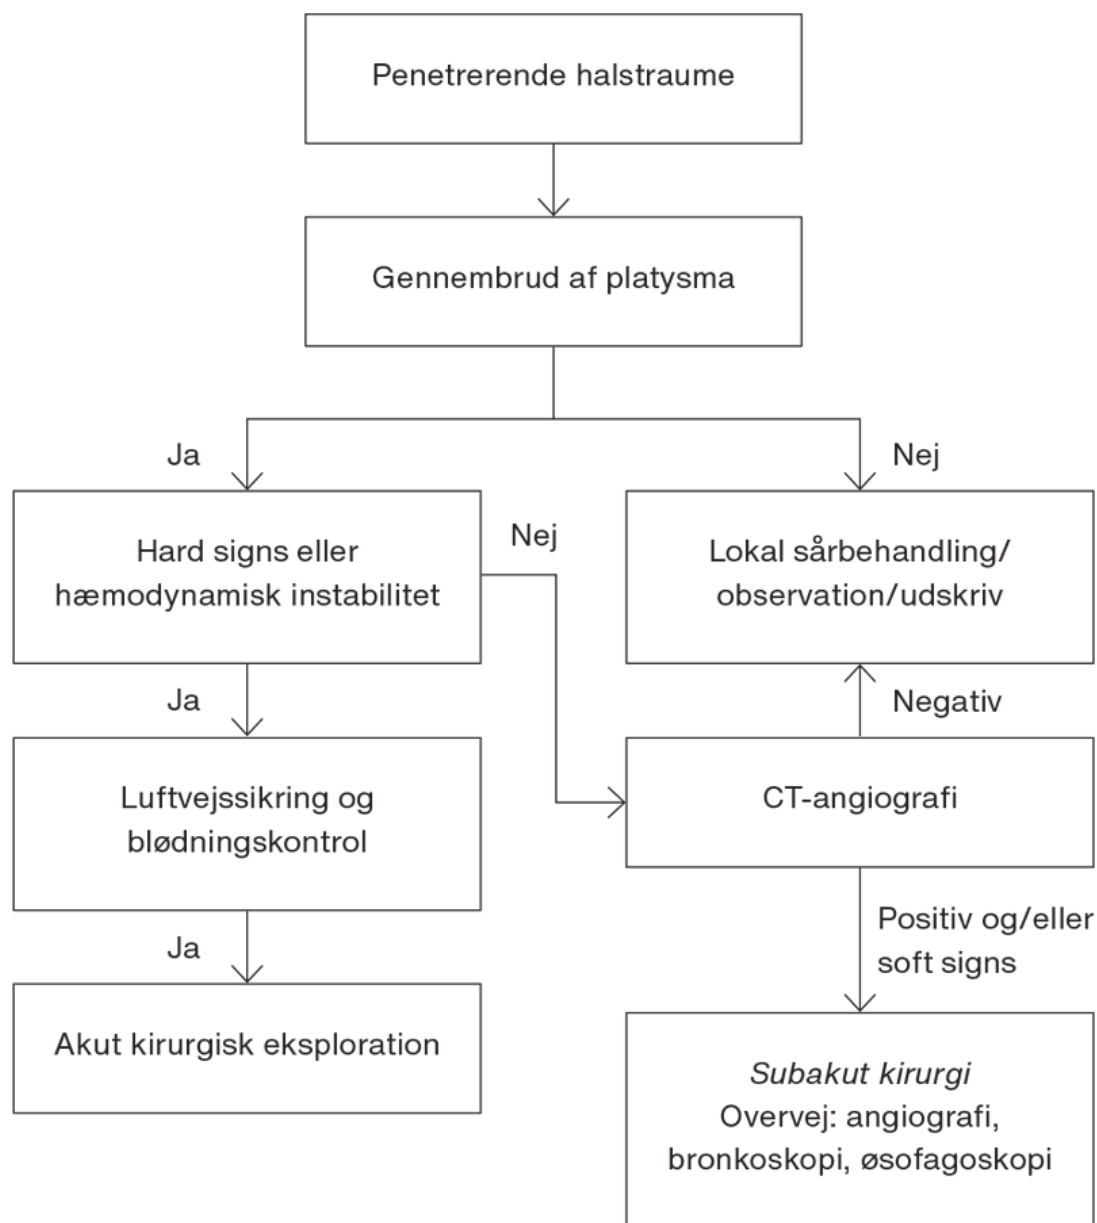 Penetrerende halstraume
Gennembrud af platysma
Ja
Nej
Hard signs eller
hæmodynamisk instabilitet
Nej
Lokal sårbehandling/
observation/udskriv
Ja
Negativ
Luftvejssikring og
blødningskontrol
CT-angiografi
Ja
Positiv og/eller
soft signs
Akut kirurgisk eksploration
Subakut kirurgi
Overvej: angiografi,
bronkoskopi, øsofagoskopi